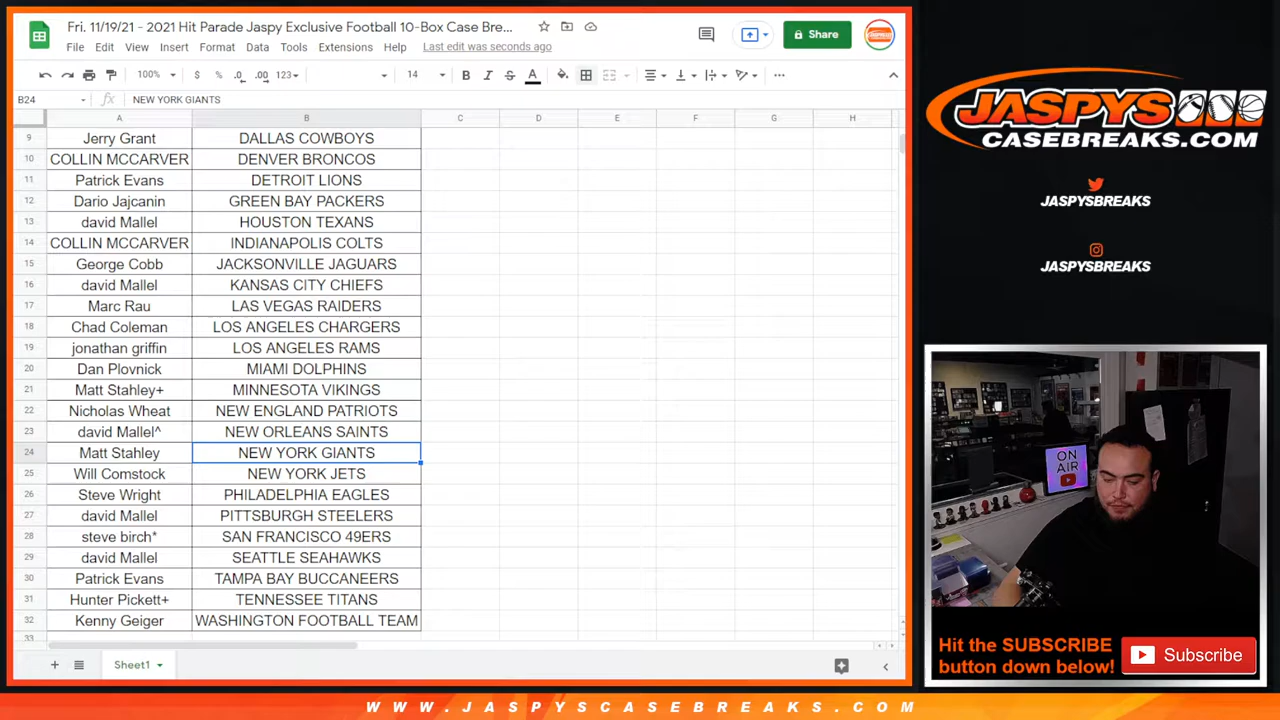 Fri. 11/19/21 - 2021 Hit Parade Jaspy Exclusive Football 10-Box Case Bre...
File Edit View Insert Format Data Tools Extensions Help Last edit was seconds ago
Share
100% $ % .0 .00 123 14 B I S A
B24 fx NEW YORK GIANTS
A B C D E F G H
9 Jerry Grant DALLAS COWBOYS
10 COLLIN MCCARVER DENVER BRONCOS
11 Patrick Evans DETROIT LIONS
12 Dario Jajcanin GREEN BAY PACKERS
13 david Mallel HOUSTON TEXANS
14 COLLIN MCCARVER INDIANAPOLIS COLTS
15 George Cobb JACKSONVILLE JAGUARS
16 david Mallel KANSAS CITY CHIEFS
17 Marc Rau LAS VEGAS RAIDERS
18 Chad Coleman LOS ANGELES CHARGERS
19 jonathan griffin LOS ANGELES RAMS
20 Dan Plovnick MIAMI DOLPHINS
21 Matt Stahley+ MINNESOTA VIKINGS
22 Nicholas Wheat NEW ENGLAND PATRIOTS
23 david Mallel^ NEW ORLEANS SAINTS
24 Matt Stahley NEW YORK GIANTS
25 Will Comstock NEW YORK JETS
26 Steve Wright PHILADELPHIA EAGLES
27 david Mallel PITTSBURGH STEELERS
28 steve birch* SAN FRANCISCO 49ERS
29 david Mallel SEATTLE SEAHAWKS
30 Patrick Evans TAMPA BAY BUCCANEERS
31 Hunter Pickett+ TENNESSEE TITANS
32 Kenny Geiger WASHINGTON FOOTBALL TEAM
33
Sheet1
JASPYS
CASEBREAKS.COM
JASPYSBREAKS
JASPYSBREAKS
ON
AIR
Hit the SUBSCRIBE
button down below!
Subscribe
WWW.JASPYSCASEBREAKS.COM